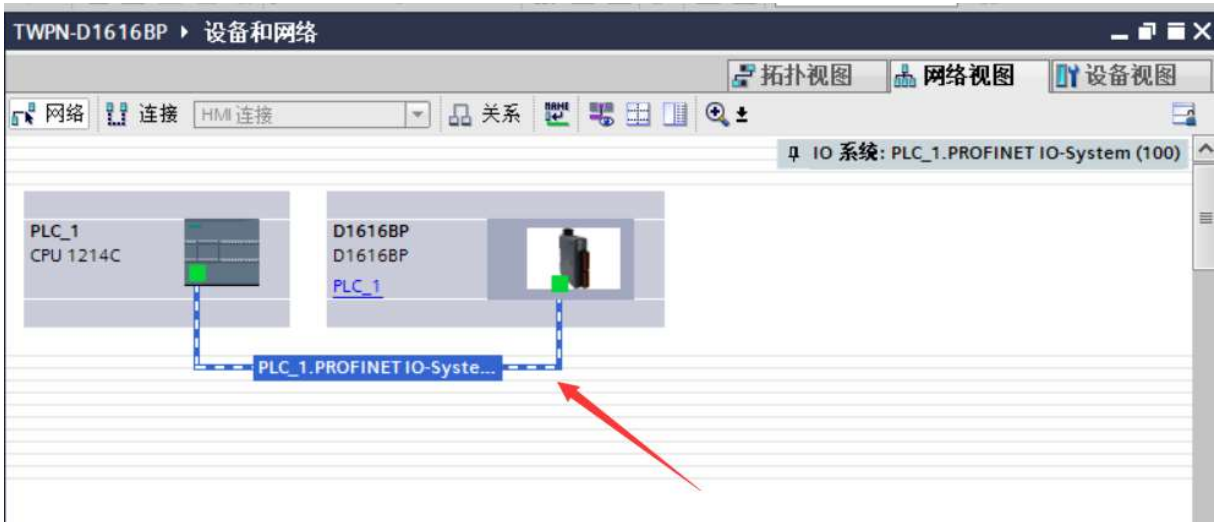 TWPN-D1616BP ▸ 设备和网络
拓扑视图 网络视图 设备视图
网络 连接 HMI 连接 关系
IO 系统: PLC_1.PROFINET IO-System (100)
PLC_1
CPU 1214C
D1616BP
D1616BP
PLC_1
PLC_1.PROFINET IO-Syste...